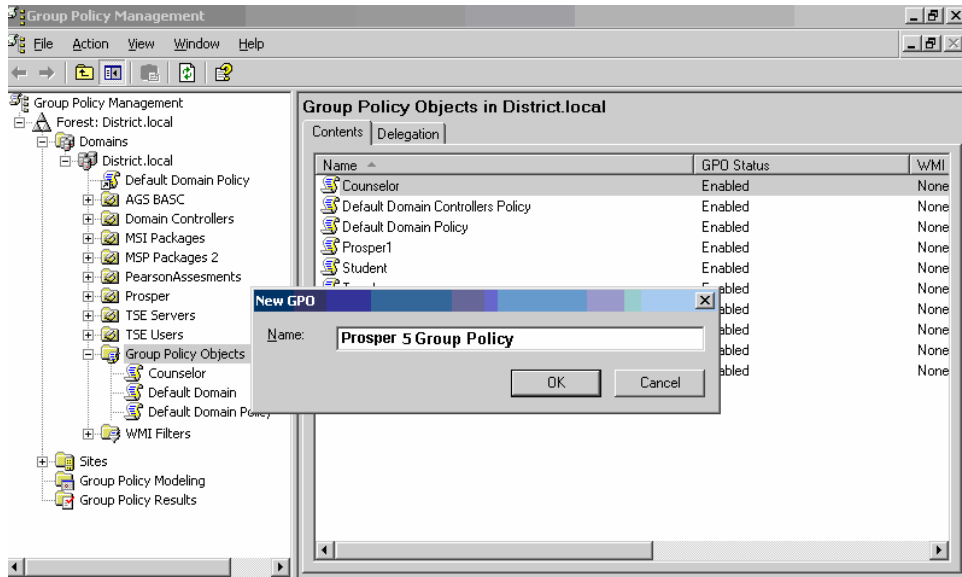 Group Policy Management
File Action View Window Help
Group Policy Management
Forest: District.local
Domains
District.local
Default Domain Policy
AGS BASC
Domain Controllers
MSI Packages
MSP Packages 2
PearsonAssesments
Prosper
TSE Servers
TSE Users
Group Policy Objects
Counselor
Default Domain
Default Domain Policy
WMI Filters
Sites
Group Policy Modeling
Group Policy Results
Group Policy Objects in District.local
Contents Delegation
Name GPO Status WMI
Counselor Enabled None
Default Domain Controllers Policy Enabled None
Default Domain Policy Enabled None
Prosper1 Enabled None
Student Enabled None
None
None
None
None
None
New GPO
Name: Prosper 5 Group Policy
OK Cancel